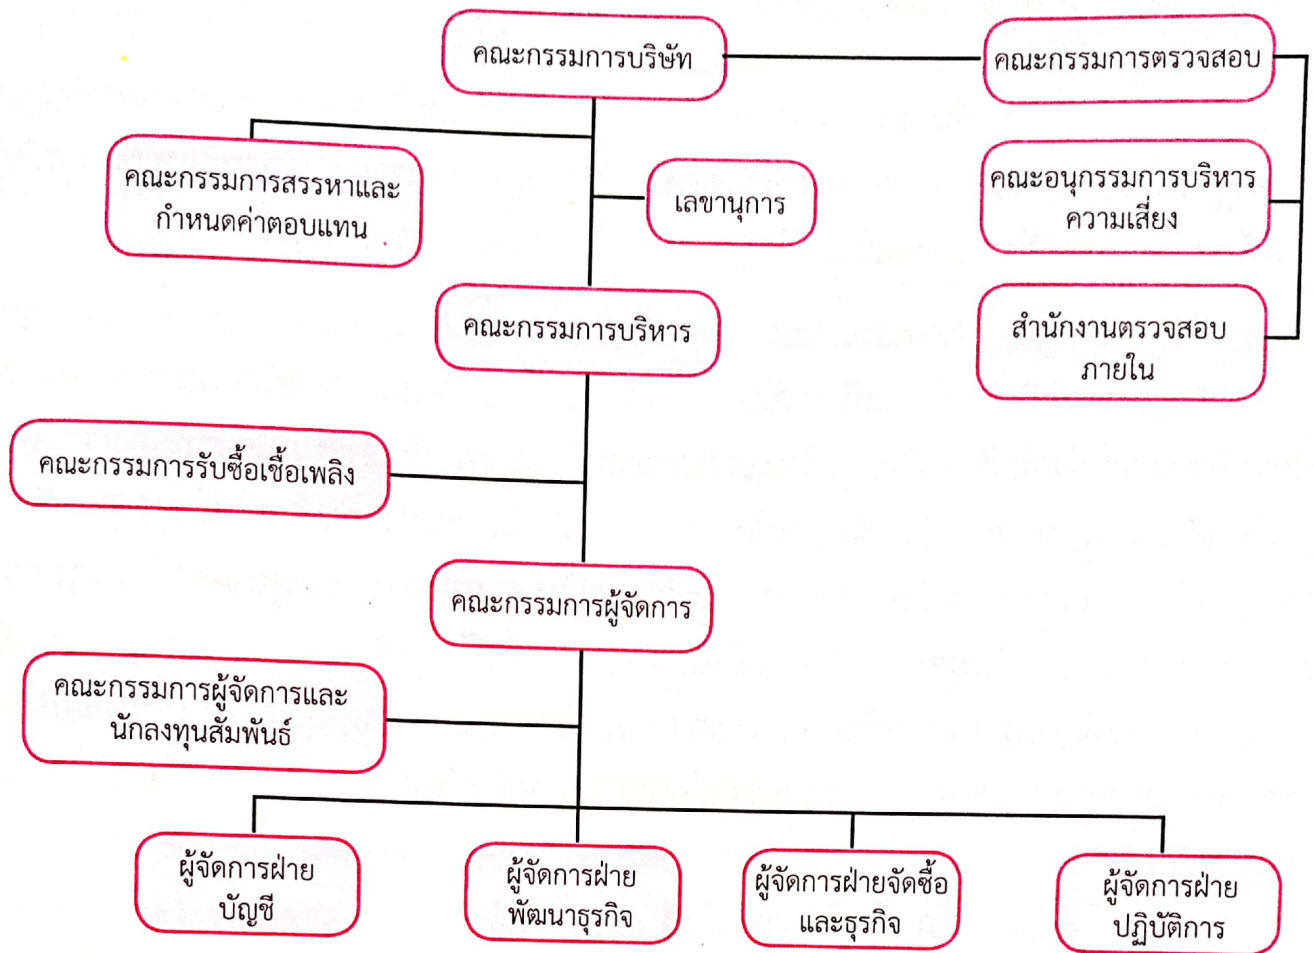 คณะกรรมการบริษัท
คณะกรรมการตรวจสอบ
คณะกรรมการสรรหาและ
กำหนดค่าตอบแทน
เลขานุการ
คณะอนุกรรมการบริหาร
ความเสี่ยง
คณะกรรมการบริหาร
สำนักงานตรวจสอบ
ภายใน
คณะกรรมการรับซื้อเชื้อเพลิง
คณะกรรมการผู้จัดการ
คณะกรรมการผู้จัดการและ
นักลงทุนสัมพันธ์
ผู้จัดการฝ่าย
บัญชี
ผู้จัดการฝ่าย
พัฒนาธุรกิจ
ผู้จัดการฝ่ายจัดซื้อ
และธุรกิจ
ผู้จัดการฝ่าย
ปฏิบัติการ